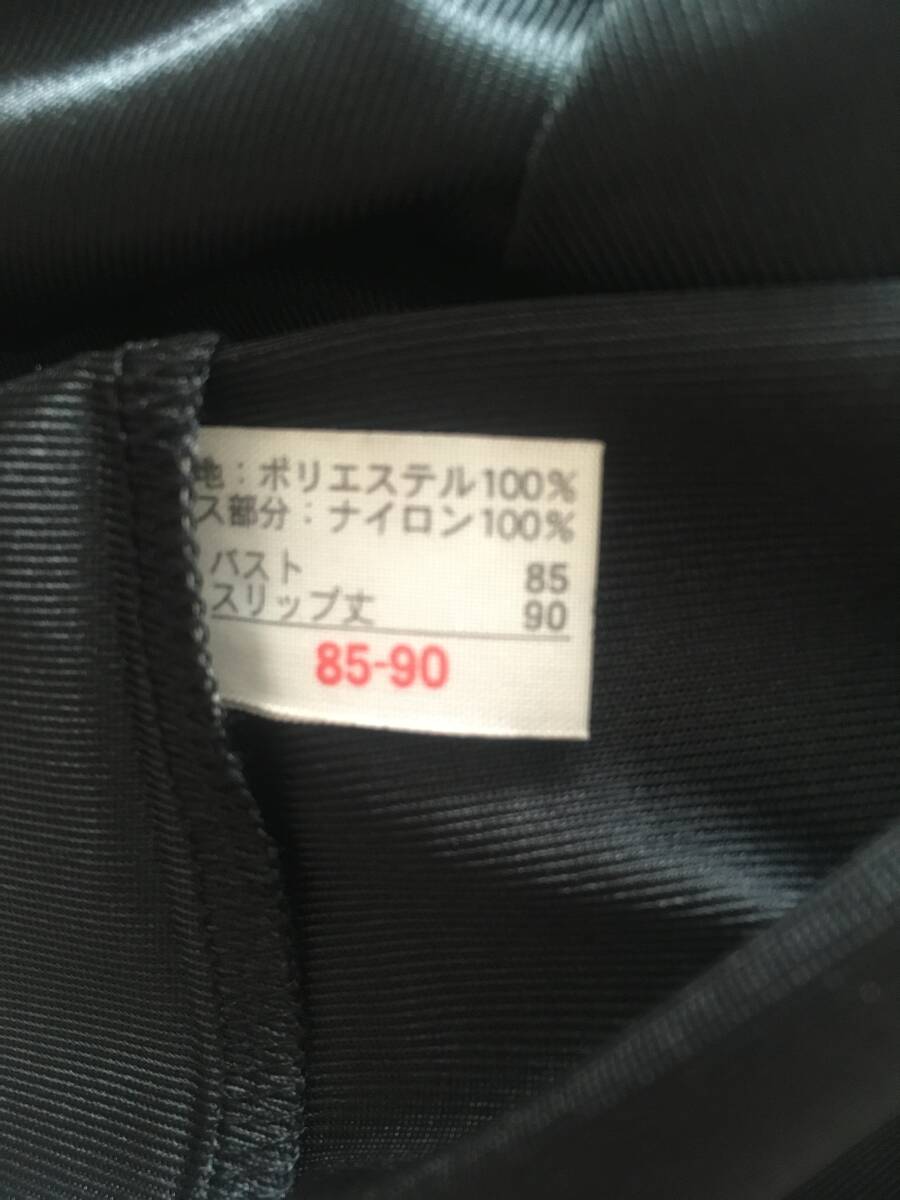 地：ポリエステル100%
ス部分：ナイロン100%
バスト 85
スリップ丈 90
85-90